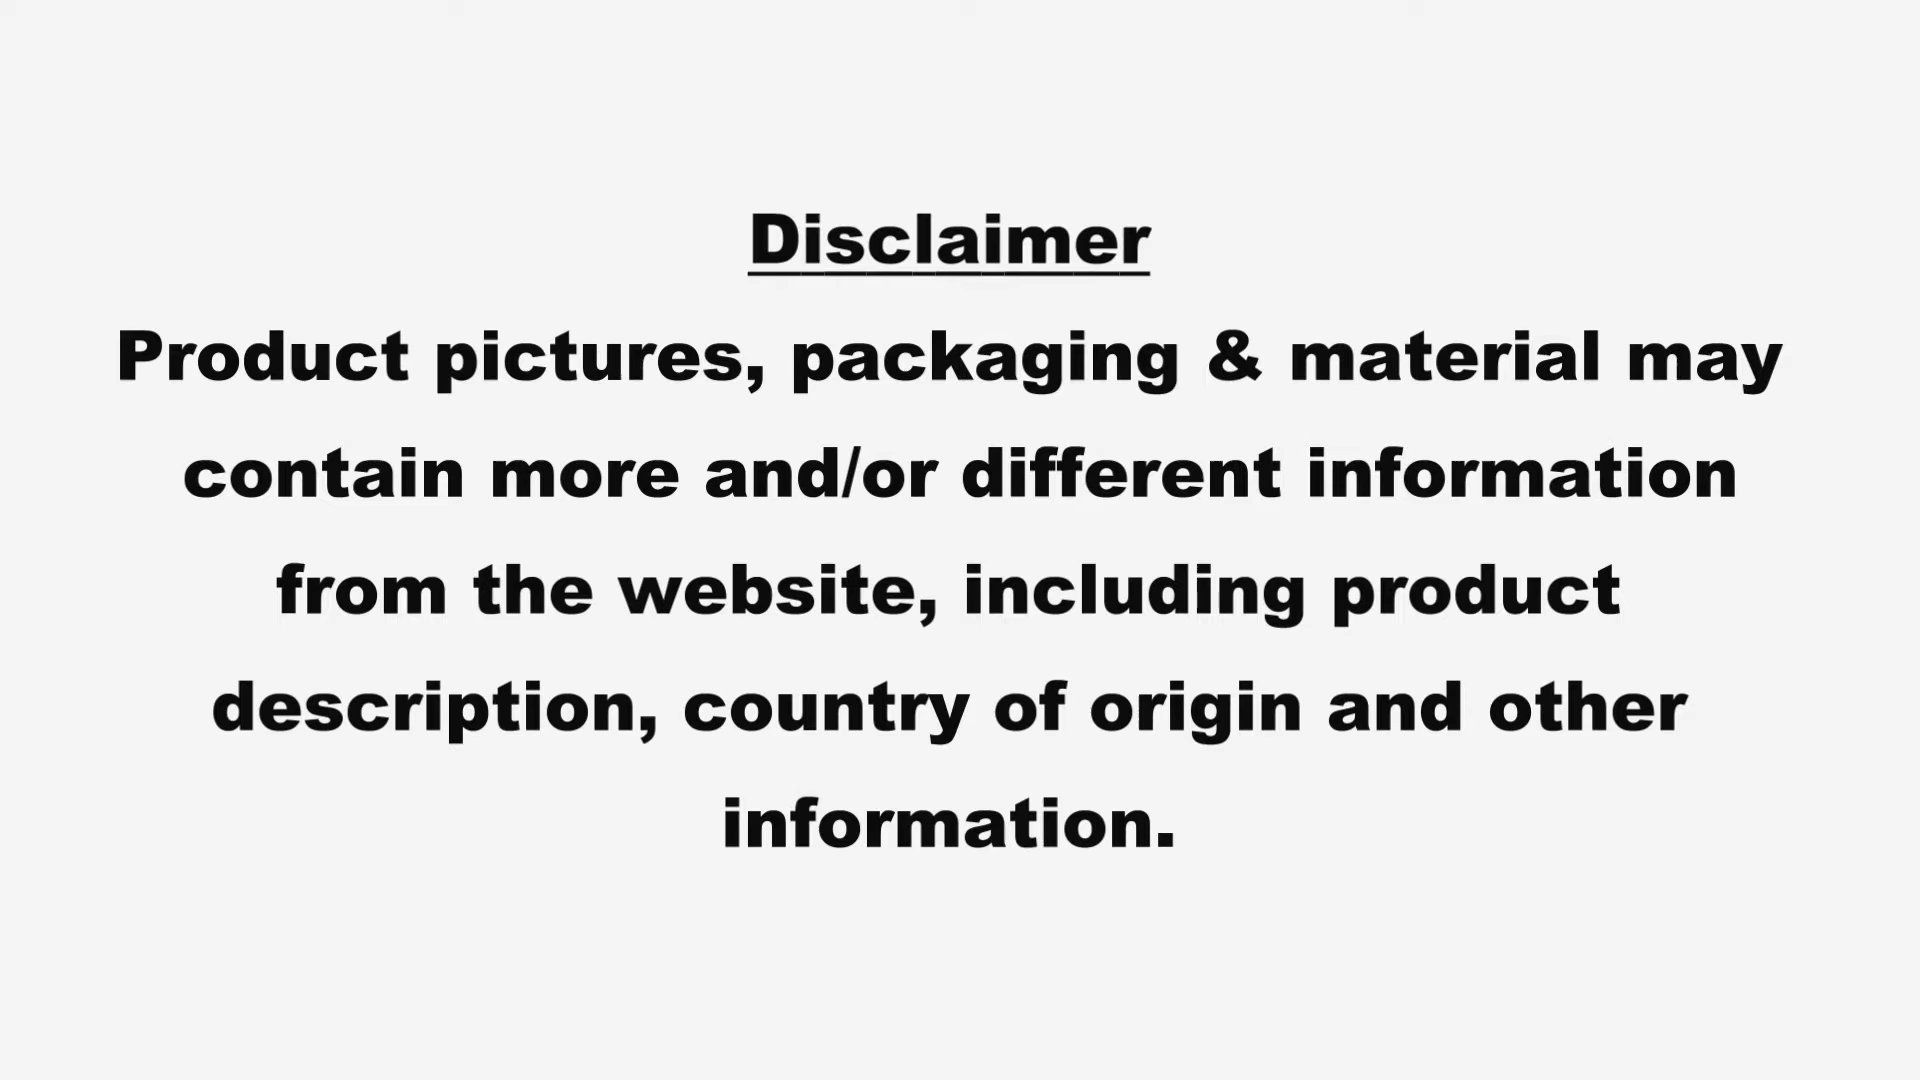 Disclaimer
Product pictures, packaging & material may
contain more and/or different information
from the website, including product
description, country of origin and other
information.